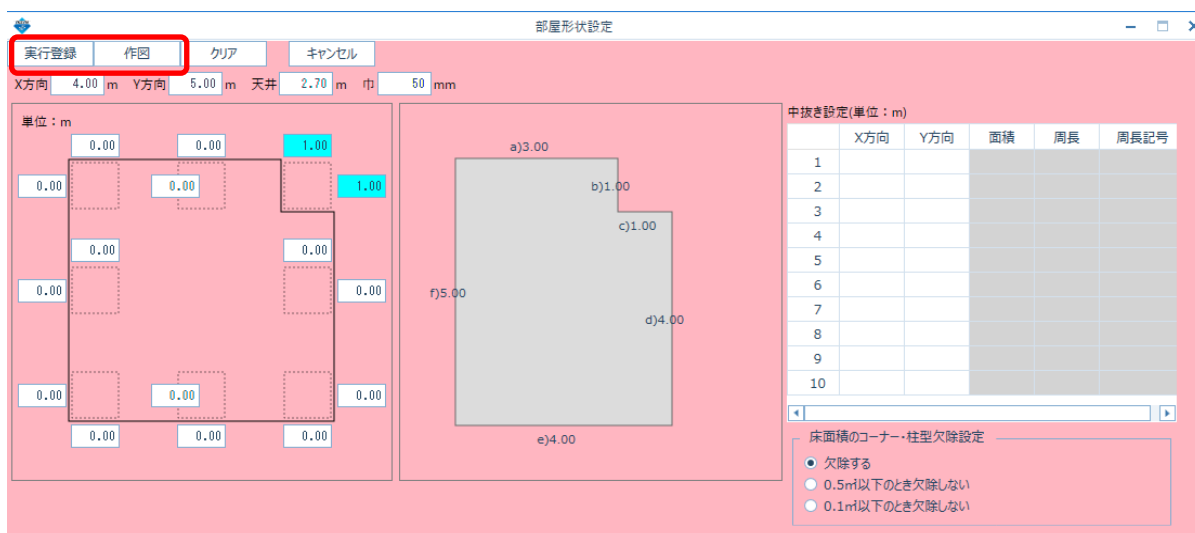 部屋形状設定
実行登録 作図 クリア キャンセル
X方向 4.00 m Y方向 5.00 m 天井 2.70 m 巾 50 mm
単位：m
0.00 0.00 1.00
0.00 0.00 1.00
0.00 0.00
0.00 0.00
0.00 0.00 0.00
0.00 0.00 0.00
a)3.00
b)1.00
c)1.00
f)5.00
d)4.00
e)4.00
中抜き設定(単位：m)
X方向 Y方向 面積 周長 周長記号
1
2
3
4
5
6
7
8
9
10
床面積のコーナー・柱型欠除設定
欠除する
0.5㎡以下のとき欠除しない
0.1㎡以下のとき欠除しない